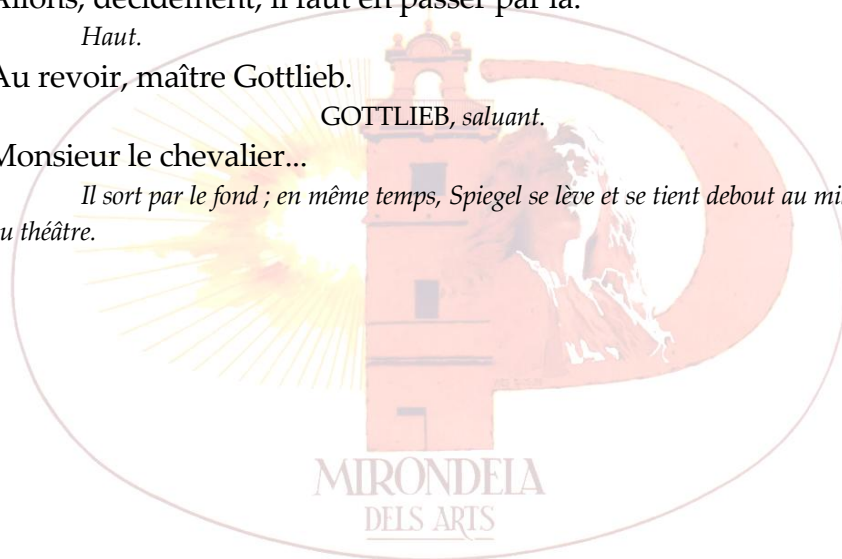 Allons, décidément, il faut en passer par là.
Haut.
Au revoir, maître Gottlieb.
GOTTLIEB, saluant.
Monsieur le chevalier...
Il sort par le fond ; en même temps, Spiegel se lève et se tient debout au
théâtre.
MIRONDELA
DELS ARTS